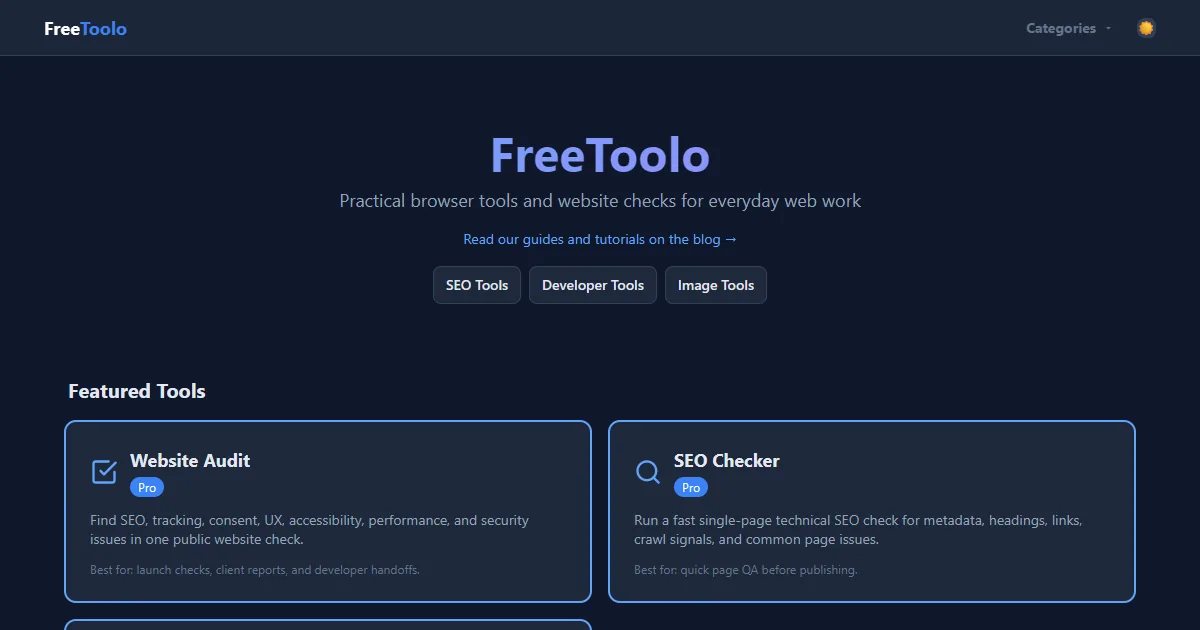 FreeToolo
Categories
FreeToolo
Practical browser tools and website checks for everyday web work
Read our guides and tutorials on the blog →
SEO Tools
Developer Tools
Image Tools
Featured Tools
Website Audit
Pro
Find SEO, tracking, consent, UX, accessibility, performance, and security
issues in one public website check.
Best for: launch checks, client reports, and developer handoffs.
SEO Checker
Pro
Run a fast single-page technical SEO check for metadata, headings, links,
crawl signals, and common page issues.
Best for: quick page QA before publishing.